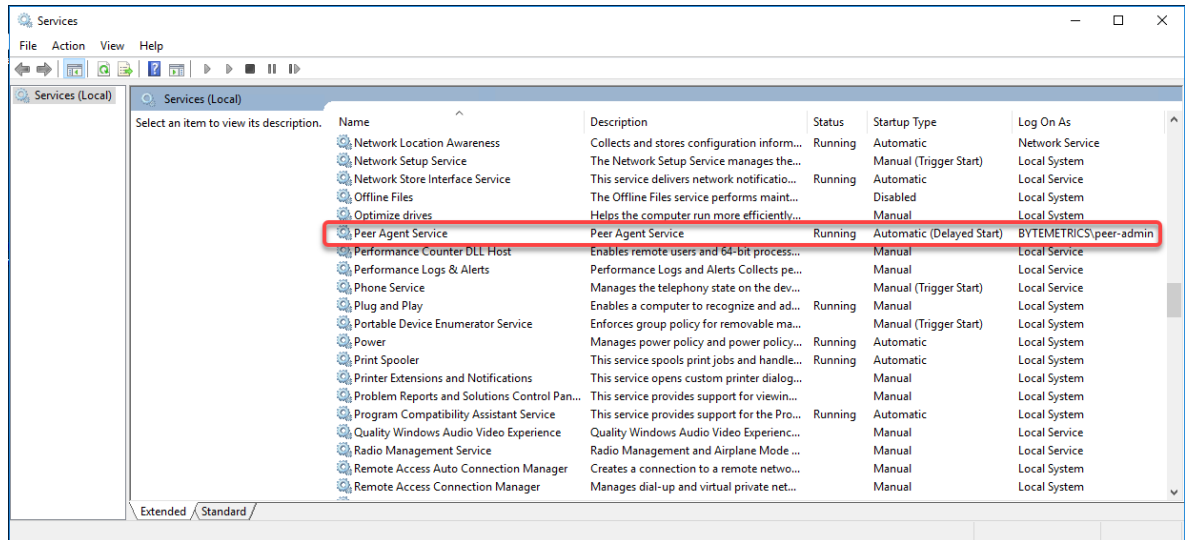 Services
File Action View Help
Services (Local)
Services (Local)
Select an item to view its description.
Name Description Status Startup Type Log On As
Network Location Awareness Collects and stores configuration inform... Running Automatic Network Service
Network Setup Service The Network Setup Service manages the... Manual (Trigger Start) Local System
Network Store Interface Service This service delivers network notificatio... Running Automatic Local Service
Offline Files The Offline Files service performs maint... Disabled Local System
Optimize drives Helps the computer run more efficiently... Manual Local System
Peer Agent Service Peer Agent Service Running Automatic (Delayed Start) BYTEMETRICS\peer-admin
Performance Counter DLL Host Enables remote users and 64-bit process... Manual Local Service
Performance Logs & Alerts Performance Logs and Alerts Collects pe... Manual Local Service
Phone Service Manages the telephony state on the dev... Manual (Trigger Start) Local Service
Plug and Play Enables a computer to recognize and ad... Running Manual Local System
Portable Device Enumerator Service Enforces group policy for removable ma... Manual (Trigger Start) Local System
Power Manages power policy and power policy... Running Automatic Local System
Print Spooler This service spools print jobs and handle... Running Automatic Local System
Printer Extensions and Notifications This service opens custom printer dialog... Manual Local System
Problem Reports and Solutions Control Pan... This service provides support for viewin... Manual Local System
Program Compatibility Assistant Service This service provides support for the Pro... Running Automatic Local System
Quality Windows Audio Video Experience Quality Windows Audio Video Experienc... Manual Local Service
Radio Management Service Radio Management and Airplane Mode ... Manual Local Service
Remote Access Auto Connection Manager Creates a connection to a remote netwo... Manual Local System
Remote Access Connection Manager Manages dial-up and virtual private net... Manual Local System
Extended Standard